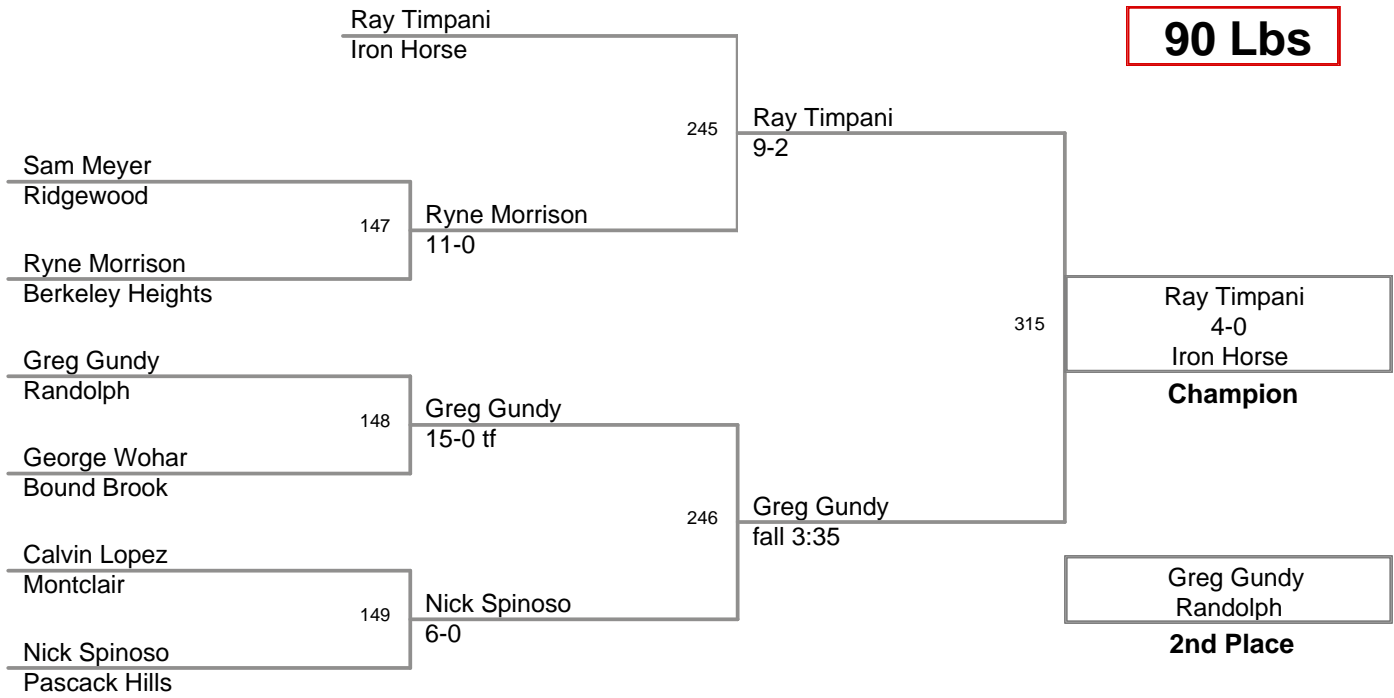 Ray Timpani
Iron Horse
90 Lbs
245
Ray Timpani
9-2
Sam Meyer
Ridgewood
147
Ryne Morrison
11-0
Ryne Morrison
Berkeley Heights
315
Ray Timpani
4-0
Iron Horse
Champion
Greg Gundy
Randolph
148
Greg Gundy
15-0 tf
George Wohar
Bound Brook
246
Greg Gundy
fall 3:35
Calvin Lopez
Montclair
149
Nick Spinoso
6-0
Nick Spinoso
Pascack Hills
Greg Gundy
Randolph
2nd Place